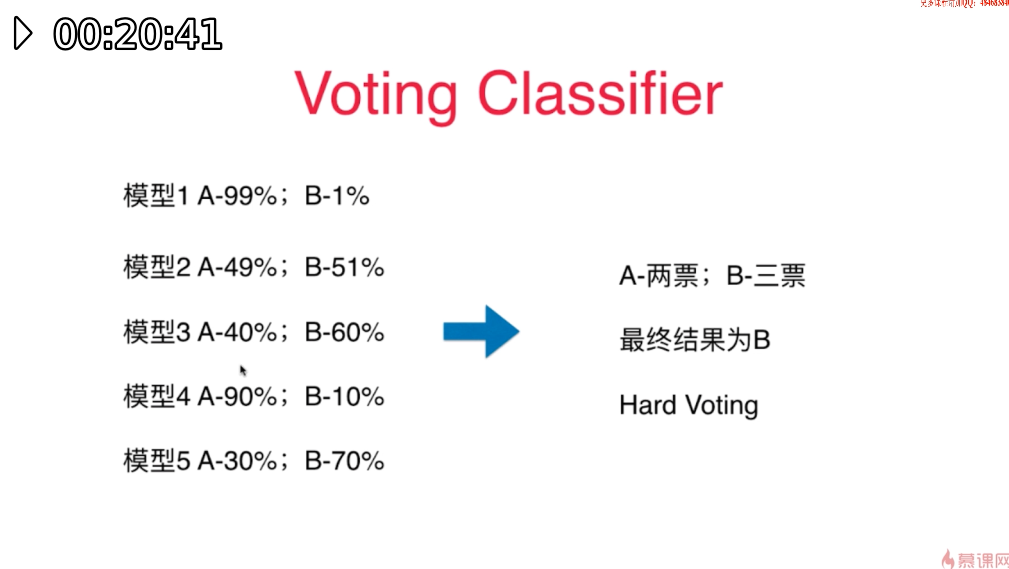 00:20:41
Voting Classifier
模型1 A-99%；B-1%
模型2 A-49%；B-51%
模型3 A-40%；B-60%
模型4 A-90%；B-10%
模型5 A-30%；B-70%
A-两票；B-三票
最终结果为B
Hard Voting
慕课网